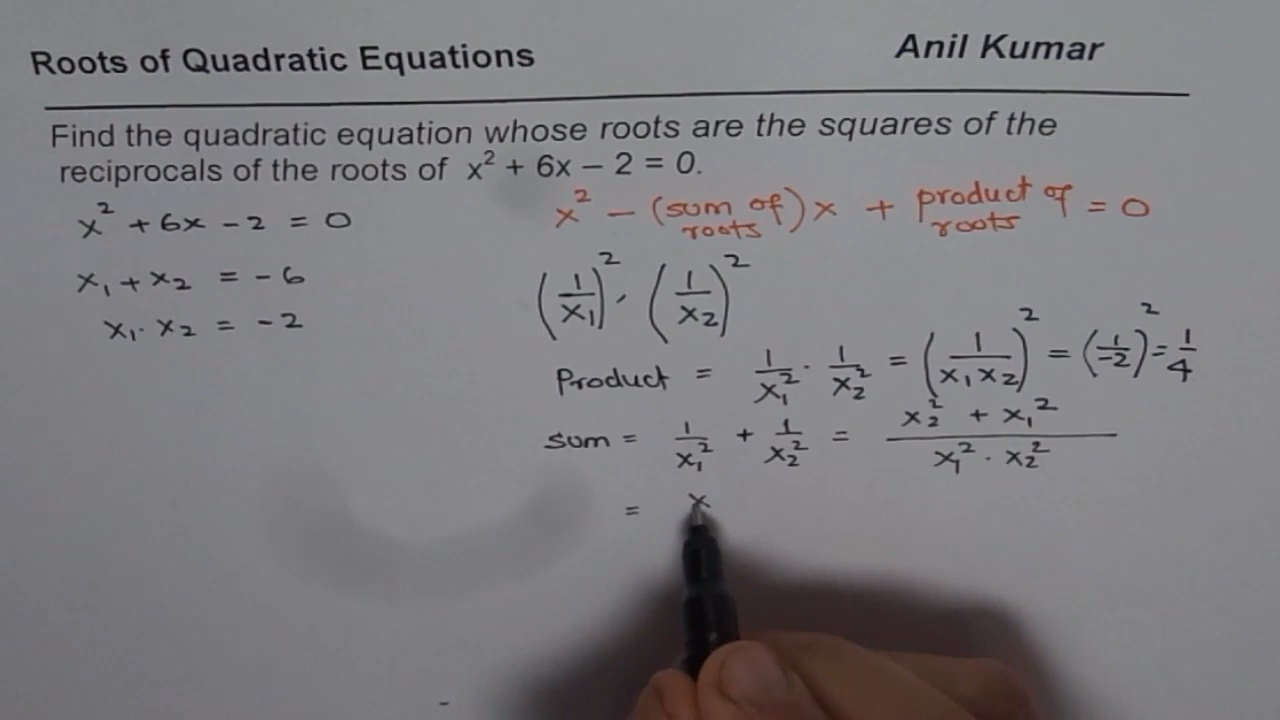 Roots of Quadratic Equations
Anil Kumar
Find the quadratic equation whose roots are the squares of the
reciprocals of the roots of x² + 6x – 2 = 0.
x² + 6x - 2 = 0
x₁ + x₂ = -6
x₁ · x₂ = -2
x² - (sum of roots) x + product of roots = 0
(1/x₁)², (1/x₂)²
Product = 1/x₁² · 1/x₂² = (1/x₁x₂)² = (1/-2)² = 1/4
sum = 1/x₁² + 1/x₂² = (x₂² + x₁²)/(x₁² · x₂²)
= x